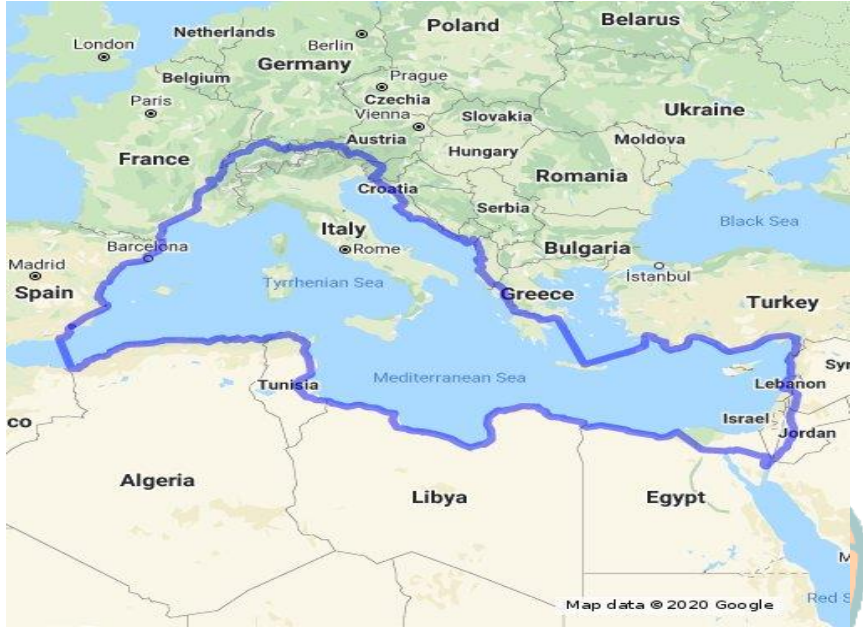 Belarus
Poland
Netherlands
London
Berlin
Germany
Belgium
Prague
Czechia
Paris
Ukraine
Vienna
Slovakia
Austria
Moldova
France
Hungary
Romania
Croatia
Serbia
Black Sea
Italy
Barcelona
Rome
Bulgaria
Madrid
İstanbul
Spain
Tyrrhenian Sea
Greece
Turkey
Syr
Mediterranean Sea
Tunisia
Lebanon
co
Israel
Jordan
Algeria
Libya
Egypt
M
Red S
Map data © 2020 Google